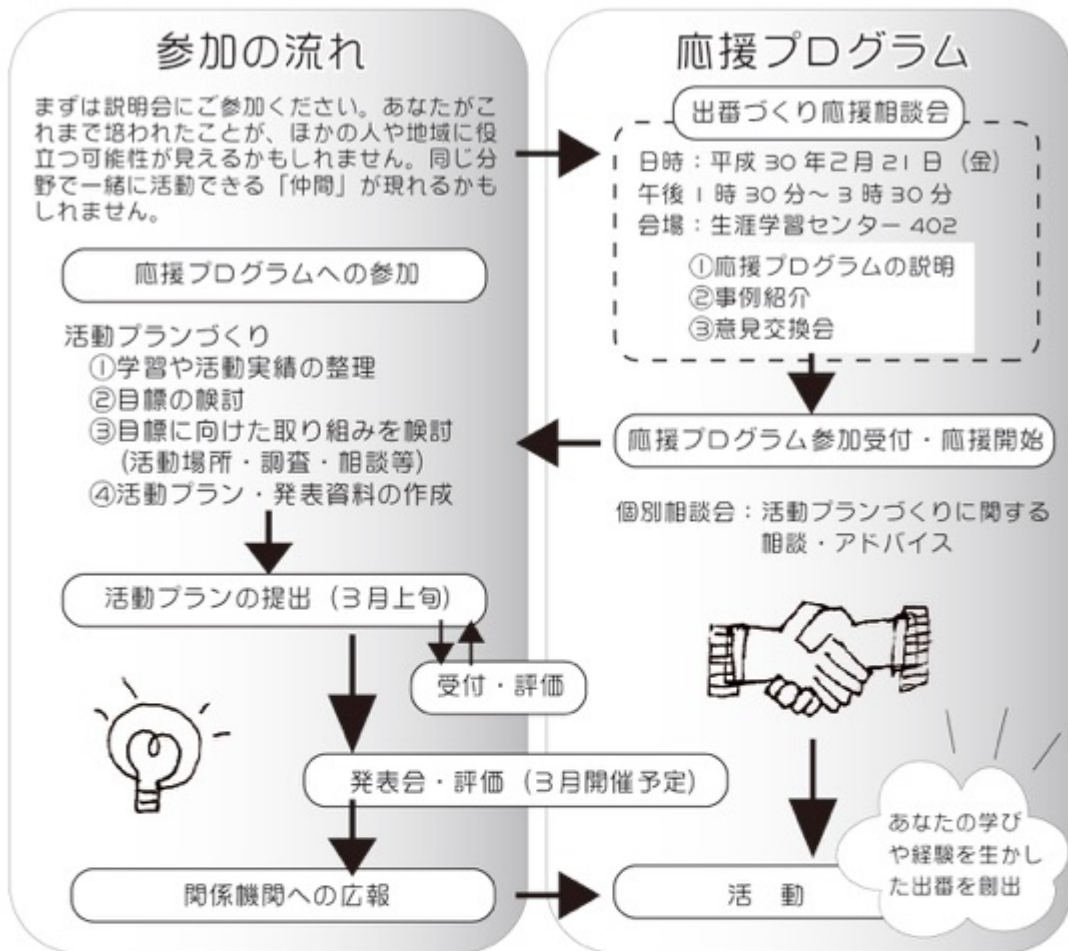 参加の流れ
まずは説明会にご参加ください。あなたがこ
れまで培われたことが、ほかの人や地域に役
立つ可能性が見えるかもしれません。同じ分
野で一緒に活動できる「仲間」が現れるかも
しれません。
応援プログラムへの参加
活動プランづくり
①学習や活動実績の整理
②目標の検討
③目標に向けた取り組みを検討
（活動場所・調査・相談等）
④活動プラン・発表資料の作成
活動プランの提出（３月上旬）
受付・評価
発表会・評価（３月開催予定）
関係機関への広報
応援プログラム
出番づくり応援相談会
日時：平成 30 年２月 21 日（金）
午後 1 時 30 分～ 3 時 30 分
会場：生涯学習センター 402
①応援プログラムの説明
②事例紹介
③意見交換会
応援プログラム参加受付・応援開始
個別相談会：活動プランづくりに関する
相談・アドバイス
活　動
あなたの学び
や経験を生かし
た出番を創出